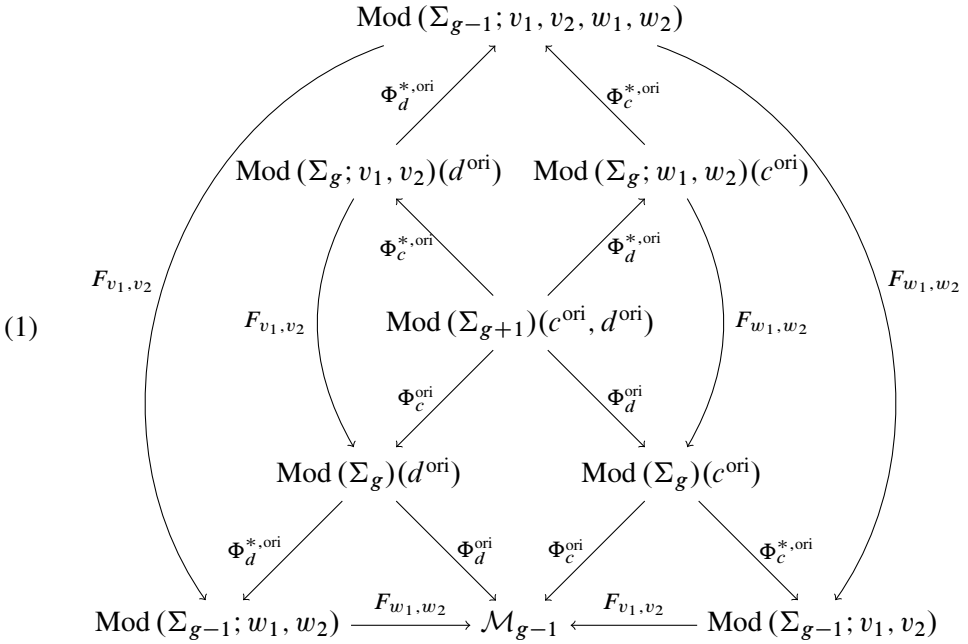 Mod (Σ_{g−1}; v_1, v_2, w_1, w_2)
Φ_d^{*,ori} Φ_c^{*,ori}
Mod (Σ_g; v_1, v_2)(d^{ori}) Mod (Σ_g; w_1, w_2)(c^{ori})
Φ_c^{*,ori} Φ_d^{*,ori}
F_{v_1,v_2} F_{w_1,w_2}
(1) F_{v_1,v_2} Mod (Σ_{g+1})(c^{ori}, d^{ori}) F_{w_1,w_2}
Φ_c^{ori} Φ_d^{ori}
Mod (Σ_g)(d^{ori}) Mod (Σ_g)(c^{ori})
Φ_d^{*,ori} Φ_d^{ori} Φ_c^{ori} Φ_c^{*,ori}
F_{w_1,w_2} F_{v_1,v_2}
Mod (Σ_{g−1}; w_1, w_2) ℳ_{g−1} Mod (Σ_{g−1}; v_1, v_2)